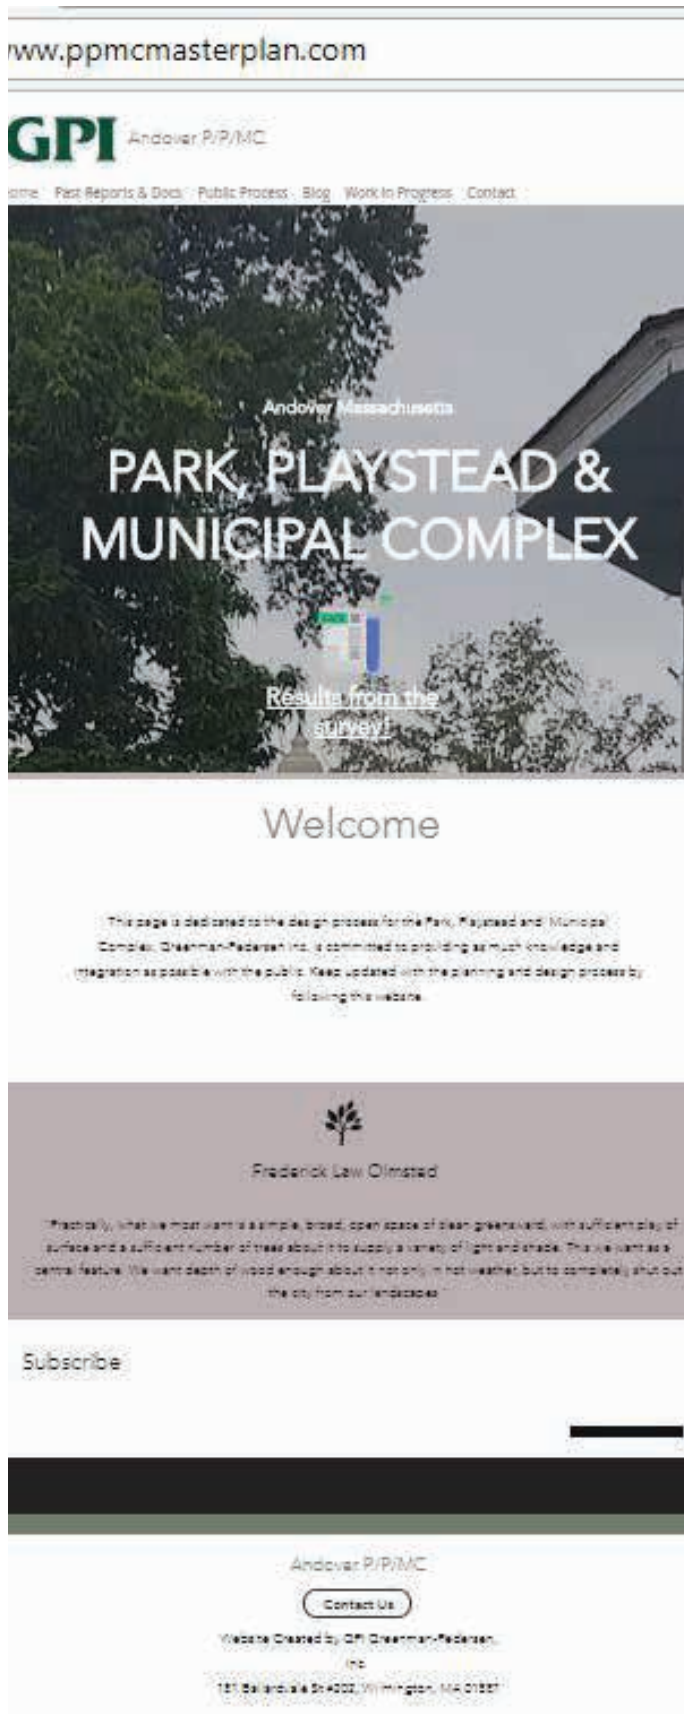 www.ppmcmasterplan.com
GPI Andover P/P/MC
ome Past Reports & Docs Public Process Blog Work In Progress Contact
Andover Massachusetts
PARK, PLAYSTEAD &
MUNICIPAL COMPLEX
Results from the
survey!
Welcome
This page is dedicated to the design process for the Park, Playstead and Municipal
Complex. Greenman-Pedersen Inc. is committed to providing as much knowledge and
integration as possible with the public. Keep updated with the planning and design process by
following this website.
Frederick Law Olmsted
"Practically, what we most want is a simple, broad, open space of clean greensward, with sufficient play of
surface and a sufficient number of trees about it to supply a variety of light and shade. This we want as a
central feature. We want depth of wood enough about it not only in hot weather, but to completely shut out
the city from our landscapes."
Subscribe
Andover P/P/MC
Contact Us
Website Created by GPI Greenman-Pedersen,
Inc.
181 Ballardvale St #202, Wilmington, MA 01887